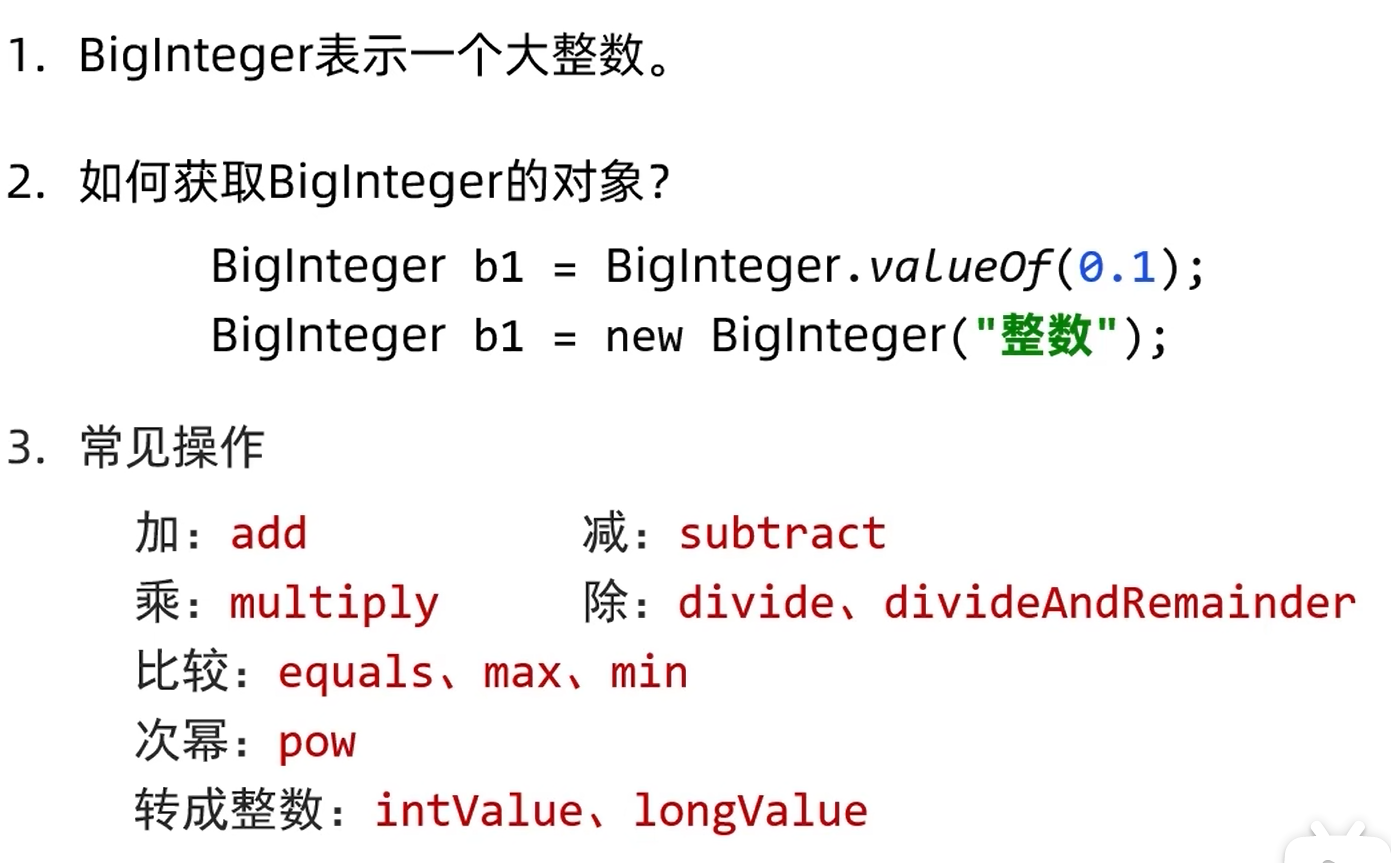 1. BigInteger表示一个大整数。
2. 如何获取BigInteger的对象？
BigInteger b1 = BigInteger.valueOf(0.1);
BigInteger b1 = new BigInteger("整数");
3. 常见操作
加：add 减：subtract
乘：multiply 除：divide、divideAndRemainder
比较：equals、max、min
次幂：pow
转成整数：intValue、longValue